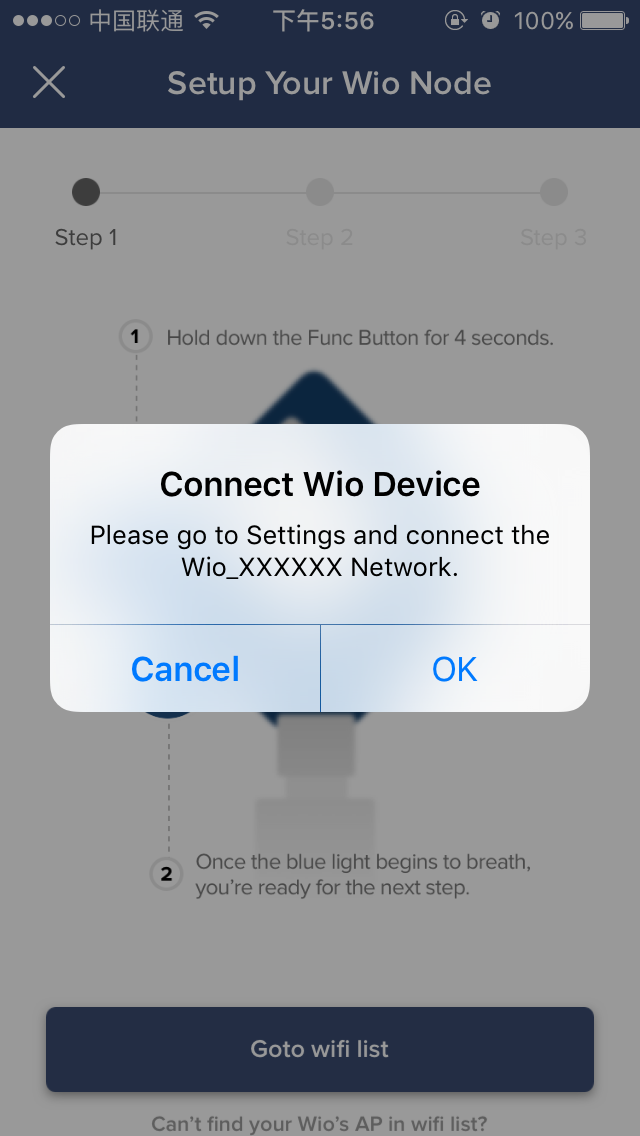 中国联通 下午5:56 100%
Setup Your Wio Node
Step 1 Step 2 Step 3
1 Hold down the Func Button for 4 seconds.
Connect Wio Device
Please go to Settings and connect the
Wio_XXXXXX Network.
Cancel OK
2 Once the blue light begins to breath,
you're ready for the next step.
Goto wifi list
Can't find your Wio's AP in wifi list?